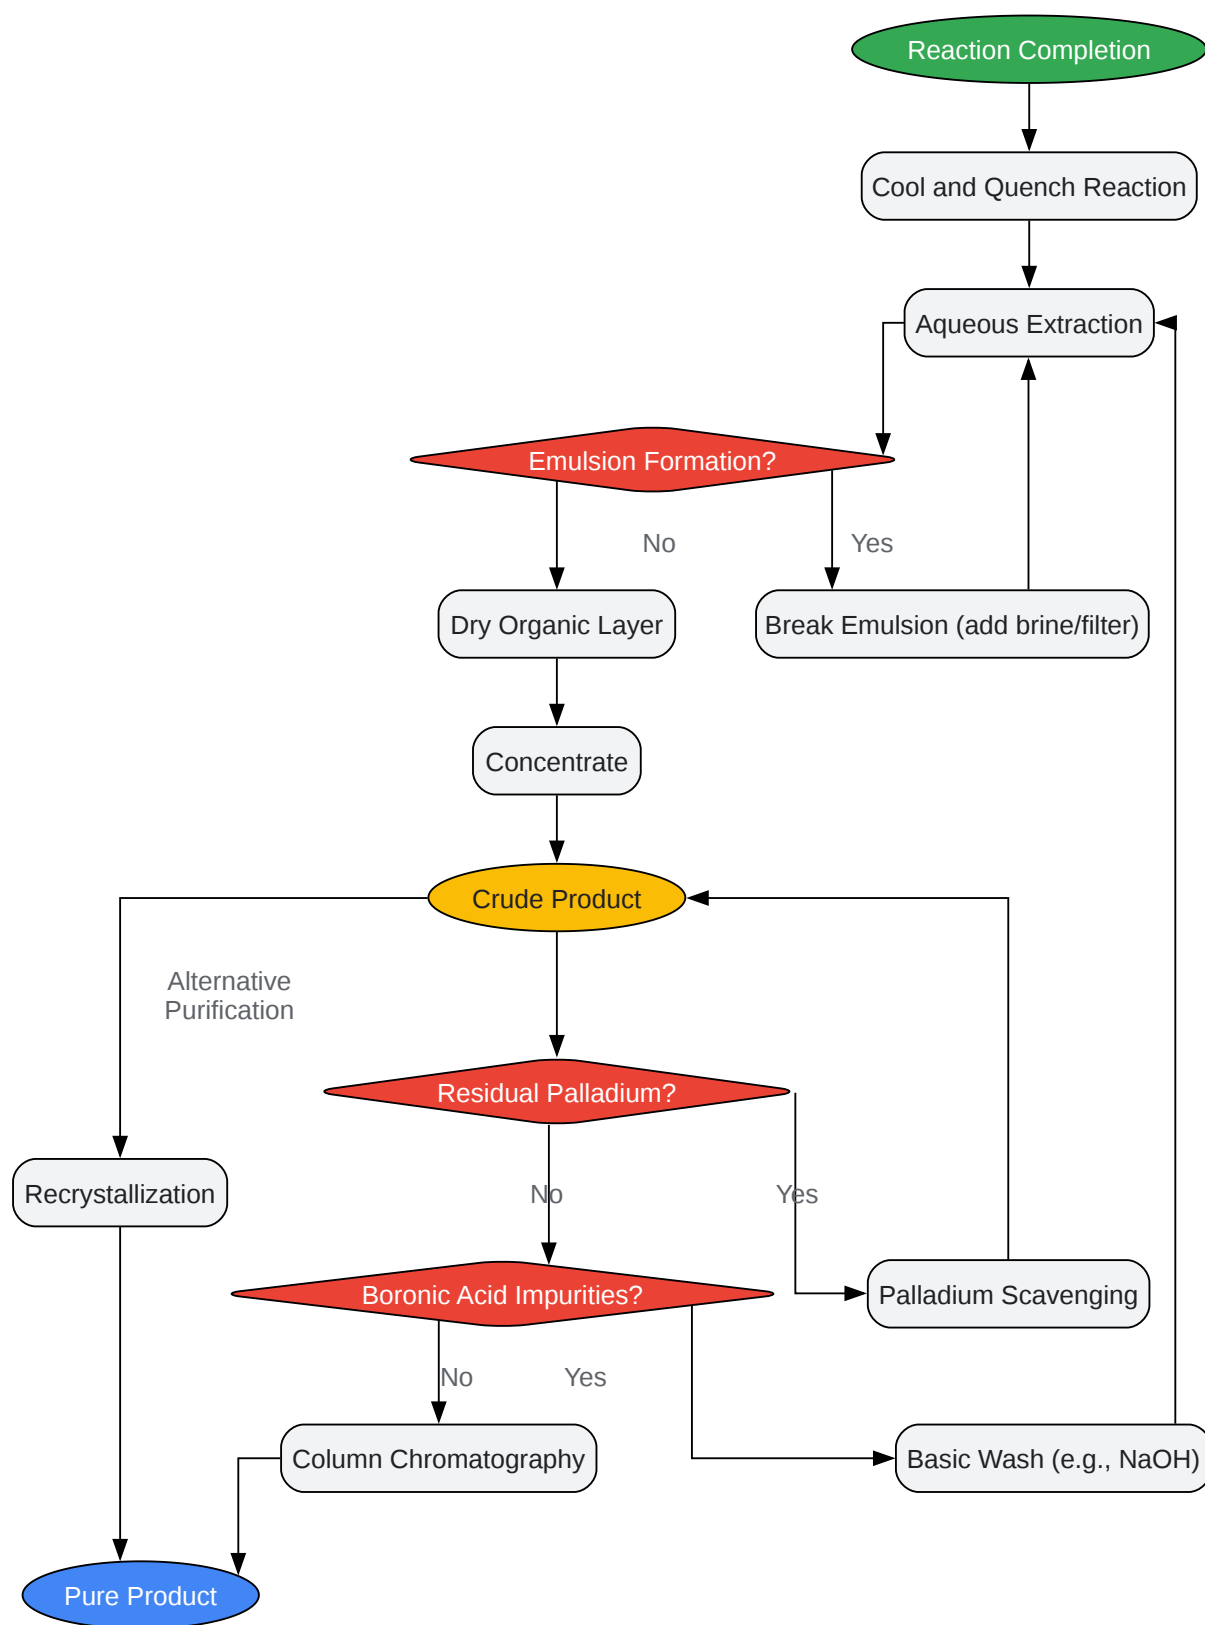 Reaction Completion
Cool and Quench Reaction
Aqueous Extraction
Emulsion Formation?
No
Yes
Dry Organic Layer
Break Emulsion (add brine/filter)
Concentrate
Crude Product
Alternative
Purification
Residual Palladium?
No
Yes
Recrystallization
Boronic Acid Impurities?
Palladium Scavenging
No
Yes
Column Chromatography
Basic Wash (e.g., NaOH)
Pure Product